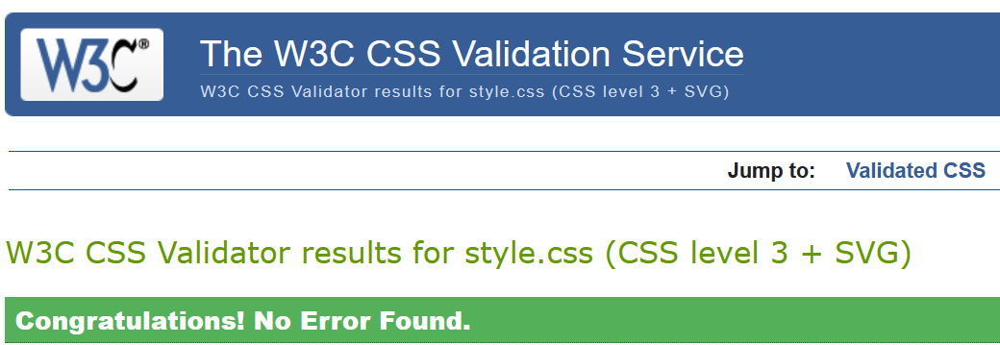 W3C®
The W3C CSS Validation Service
W3C CSS Validator results for style.css (CSS level 3 + SVG)
Jump to: Validated CSS
W3C CSS Validator results for style.css (CSS level 3 + SVG)
Congratulations! No Error Found.